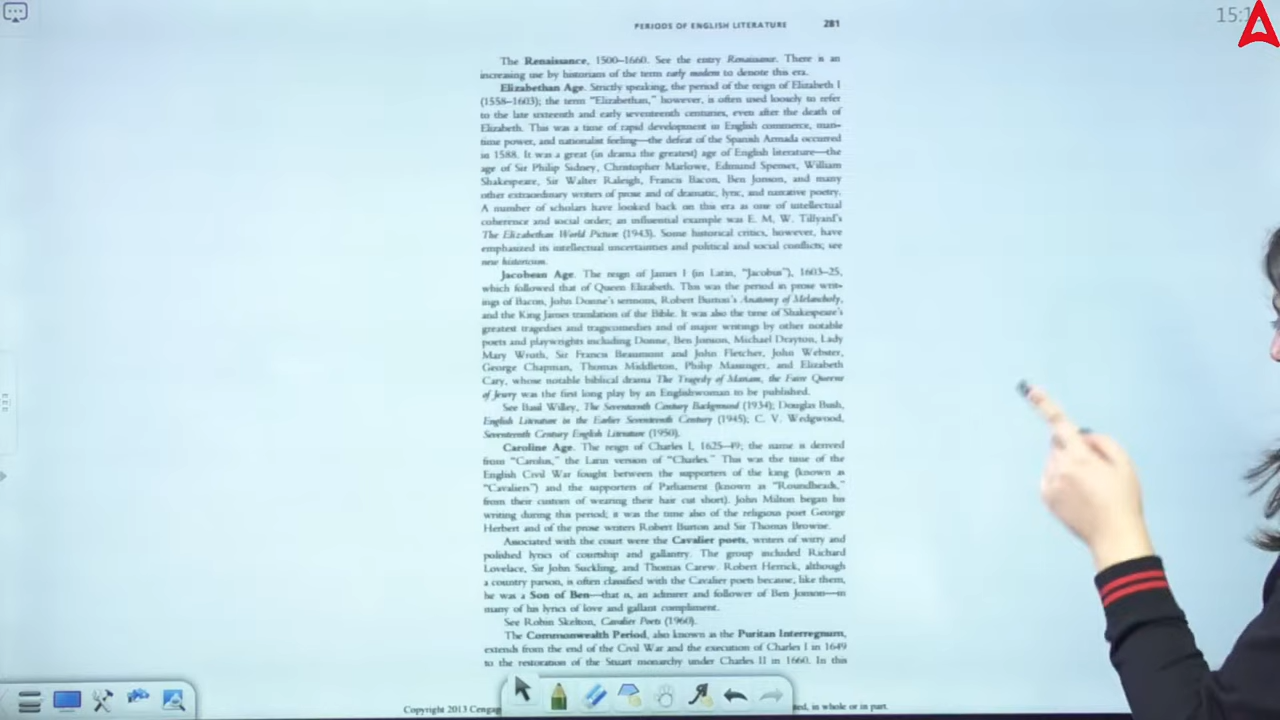 15:1
PERIODS OF ENGLISH LITERATURE 281
The Renaissance, 1500–1660. See the entry Renaissance. There is an
increasing use by historians of the term early modern to denote this era.
Elizabethan Age. Strictly speaking, the period of the reign of Elizabeth I
(1558–1603); the term "Elizabethan," however, is often used loosely to refer
to the late sixteenth and early seventeenth centuries, even after the death of
Elizabeth. This was a time of rapid development in English commerce, mari-
time power, and nationalist feeling—the defeat of the Spanish Armada occurred
in 1588. It was a great (in drama the greatest) age of English literature—the
age of Sir Philip Sidney, Christopher Marlowe, Edmund Spenser, William
Shakespeare, Sir Walter Raleigh, Francis Bacon, Ben Jonson, and many
other extraordinary writers of prose and of dramatic, lyric, and narrative poetry.
A number of scholars have looked back on this era as one of intellectual
coherence and social order; an influential example was E. M. W. Tillyard's
The Elizabethan World Picture (1943). Some historical critics, however, have
emphasized its intellectual uncertainties and political and social conflicts; see
new historicism.
Jacobean Age. The reign of James I (in Latin, "Jacobus"), 1603–25,
which followed that of Queen Elizabeth. This was the period in prose writ-
ings of Bacon, John Donne's sermons, Robert Burton's Anatomy of Melancholy,
and the King James translation of the Bible. It was also the time of Shakespeare's
greatest tragedies and tragicomedies and of major writings by other notable
poets and playwrights including Donne, Ben Jonson, Michael Drayton, Lady
Mary Wroth, Sir Francis Beaumont and John Fletcher, John Webster,
George Chapman, Thomas Middleton, Philip Massinger, and Elizabeth
Cary, whose notable biblical drama The Tragedy of Mariam, the Faire Queene
of Jewry was the first long play by an Englishwoman to be published.
See Basil Willey, The Seventeenth Century Background (1934); Douglas Bush,
English Literature in the Earlier Seventeenth Century (1945); C. V. Wedgwood,
Seventeenth Century English Literature (1950).
Caroline Age. The reign of Charles I, 1625–49; the name is derived
from "Carolus," the Latin version of "Charles." This was the time of the
English Civil War fought between the supporters of the king (known as
"Cavaliers") and the supporters of Parliament (known as "Roundheads,"
from their custom of wearing their hair cut short). John Milton began his
writing during this period; it was the time also of the religious poet George
Herbert and of the prose writers Robert Burton and Sir Thomas Browne.
Associated with the court were the Cavalier poets, writers of witty and
polished lyrics of courtship and gallantry. The group included Richard
Lovelace, Sir John Suckling, and Thomas Carew. Robert Herrick, although
a country parson, is often classified with the Cavalier poets because, like them,
he was a Son of Ben—that is, an admirer and follower of Ben Jonson—in
many of his lyrics of love and gallant compliment.
See Robin Skelton, Cavalier Poets (1960).
The Commonwealth Period, also known as the Puritan Interregnum,
extends from the end of the Civil War and the execution of Charles I in 1649
to the restoration of the Stuart monarchy under Charles II in 1660. In this
Copyright 2013 Cengag ed, in whole or in part.